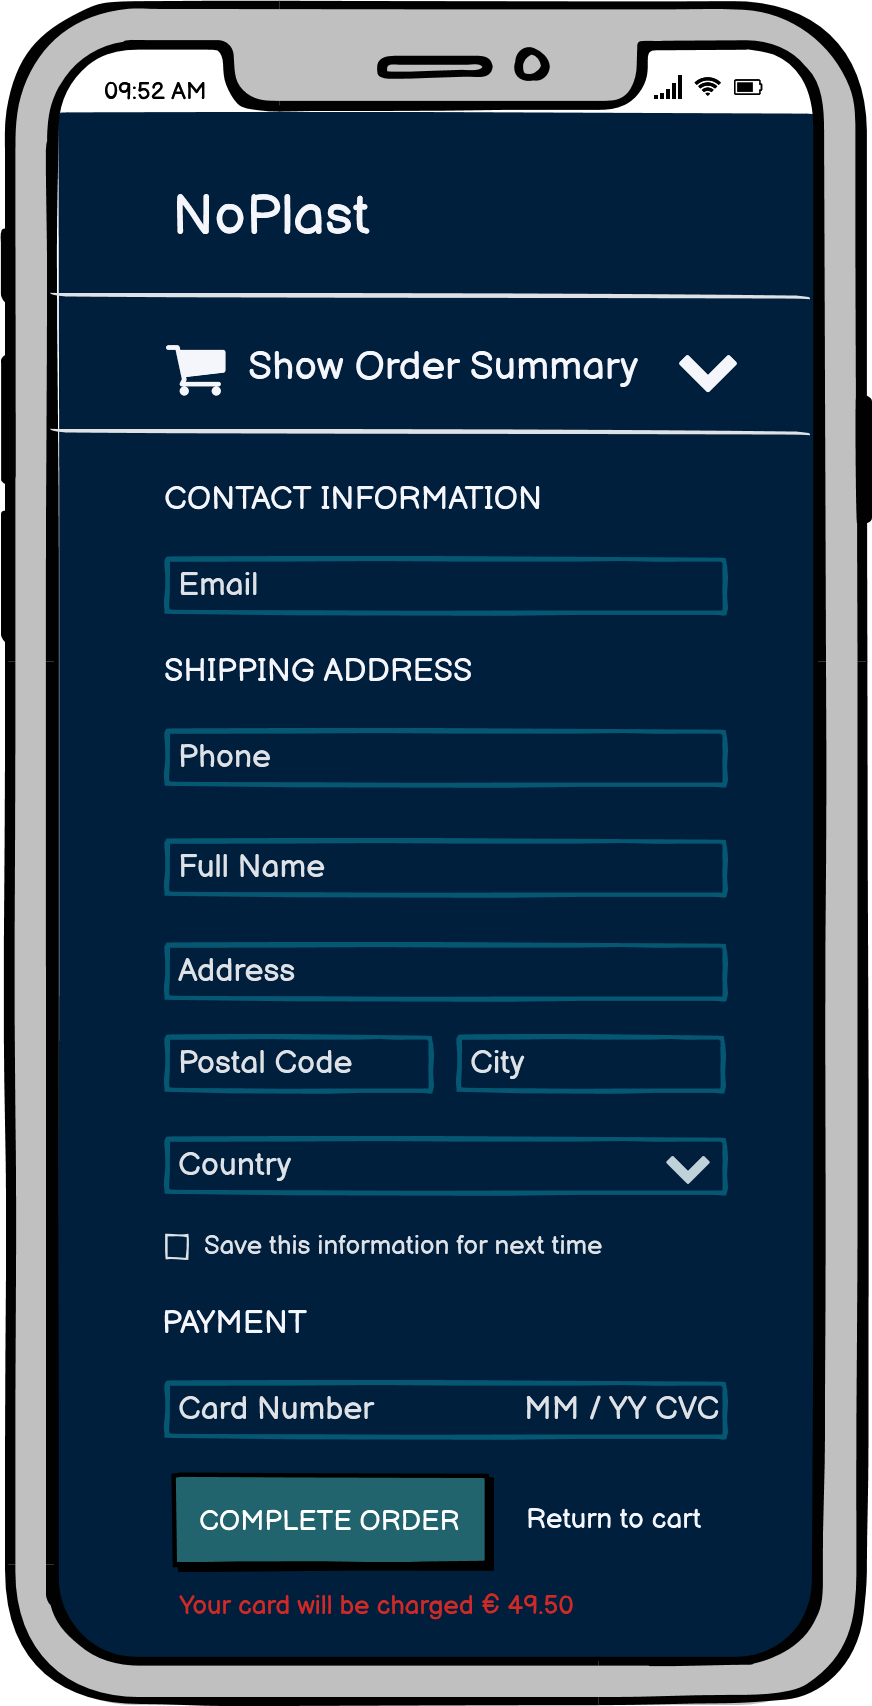 09:52 AM
NoPlast
Show Order Summary
CONTACT INFORMATION
Email
SHIPPING ADDRESS
Phone
Full Name
Address
Postal Code City
Country
Save this information for next time
PAYMENT
Card Number MM / YY CVC
COMPLETE ORDER Return to cart
Your card will be charged € 49.50